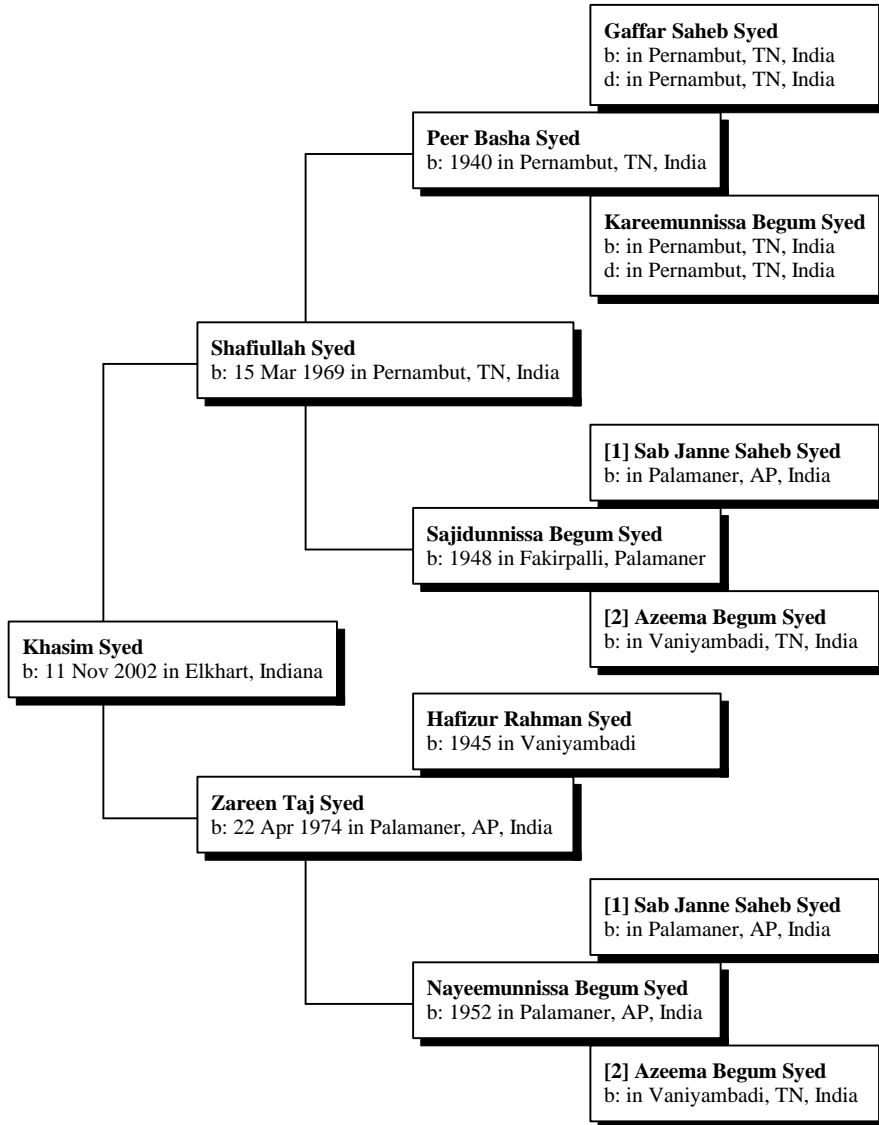 Gaffar Saheb Syed
b: in Pernambut, TN, India
d: in Pernambut, TN, India
Peer Basha Syed
b: 1940 in Pernambut, TN, India
Kareemunnissa Begum Syed
b: in Pernambut, TN, India
d: in Pernambut, TN, India
Shafiullah Syed
b: 15 Mar 1969 in Pernambut, TN, India
[1] Sab Janne Saheb Syed
b: in Palamaner, AP, India
Sajidunnissa Begum Syed
b: 1948 in Fakirpalli, Palamaner
[2] Azeema Begum Syed
b: in Vaniyambadi, TN, India
Khasim Syed
b: 11 Nov 2002 in Elkhart, Indiana
Hafizur Rahman Syed
b: 1945 in Vaniyambadi
Zareen Taj Syed
b: 22 Apr 1974 in Palamaner, AP, India
[1] Sab Janne Saheb Syed
b: in Palamaner, AP, India
Nayeemunnissa Begum Syed
b: 1952 in Palamaner, AP, India
[2] Azeema Begum Syed
b: in Vaniyambadi, TN, India